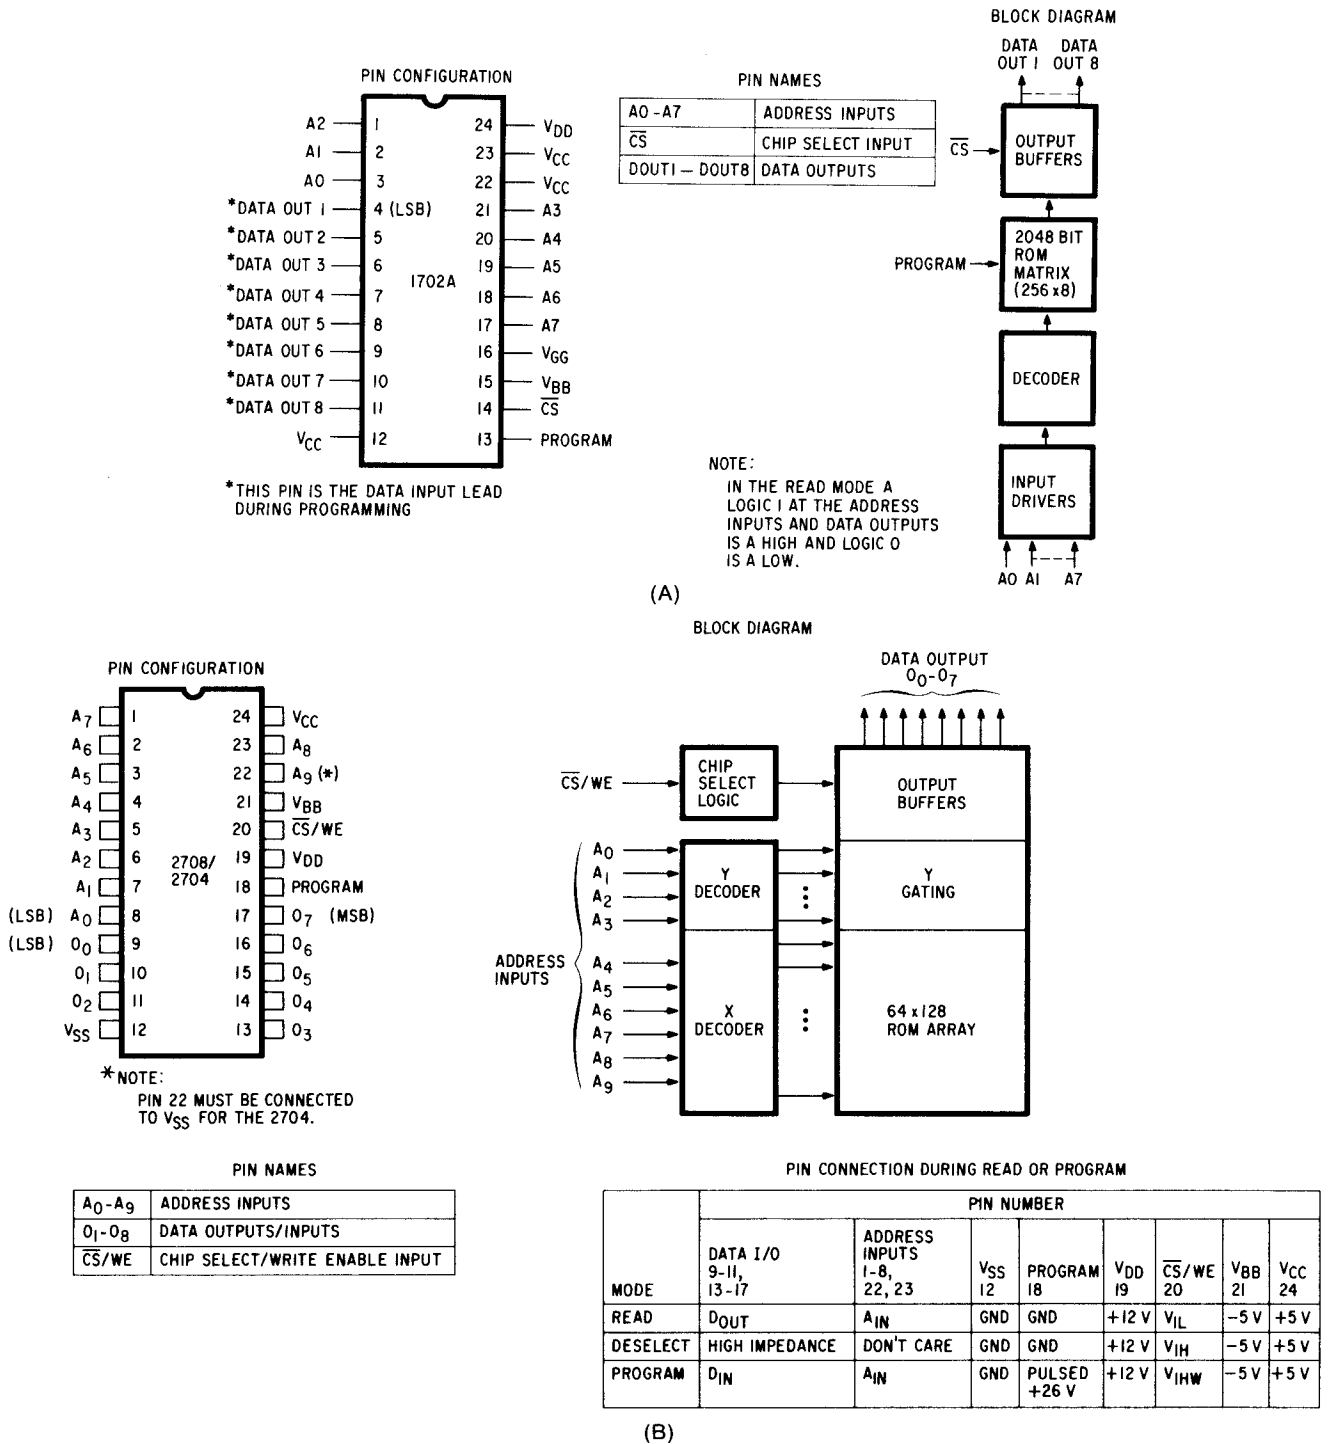 PIN CONFIGURATION
A2 1 24 VDD
A1 2 23 VCC
A0 3 22 VCC
*DATA OUT 1 4 (LSB) 21 A3
*DATA OUT 2 5 20 A4
*DATA OUT 3 6 19 A5
1702A
*DATA OUT 4 7 18 A6
*DATA OUT 5 8 17 A7
*DATA OUT 6 9 16 VGG
*DATA OUT 7 10 15 VBB
*DATA OUT 8 11 14 C̅S̅
VCC 12 13 PROGRAM
*THIS PIN IS THE DATA INPUT LEAD
DURING PROGRAMMING
PIN NAMES
A0-A7 ADDRESS INPUTS
C̅S̅ CHIP SELECT INPUT
DOUT1 – DOUT8 DATA OUTPUTS
NOTE:
IN THE READ MODE A
LOGIC 1 AT THE ADDRESS
INPUTS AND DATA OUTPUTS
IS A HIGH AND LOGIC 0
IS A LOW.
BLOCK DIAGRAM
DATA DATA
OUT 1 OUT 8
C̅S̅
OUTPUT
BUFFERS
PROGRAM
2048 BIT
ROM
MATRIX
(256x8)
DECODER
INPUT
DRIVERS
A0 A1 A7
(A)
PIN CONFIGURATION
A7 1 24 VCC
A6 2 23 A8
A5 3 22 A9 (*)
A4 4 21 VBB
A3 5 20 C̅S̅/WE
A2 6 19 VDD
2708/
2704
A1 7 18 PROGRAM
(LSB) A0 8 17 O7 (MSB)
(LSB) O0 9 16 O6
O1 10 15 O5
O2 11 14 O4
VSS 12 13 O3
*NOTE:
PIN 22 MUST BE CONNECTED
TO VSS FOR THE 2704.
PIN NAMES
A0-A9 ADDRESS INPUTS
O1-O8 DATA OUTPUTS/INPUTS
C̅S̅/WE CHIP SELECT/WRITE ENABLE INPUT
BLOCK DIAGRAM
DATA OUTPUT
O0-O7
C̅S̅/WE
CHIP
SELECT
LOGIC
OUTPUT
BUFFERS
ADDRESS
INPUTS
A0
A1
A2
A3
A4
A5
A6
A7
A8
A9
Y
DECODER
Y
GATING
X
DECODER
64x128
ROM ARRAY
PIN CONNECTION DURING READ OR PROGRAM
PIN NUMBER
MODE
DATA I/O
9-11,
13-17
ADDRESS
INPUTS
1-8,
22, 23
VSS
12
PROGRAM
18
VDD
19
C̅S̅/WE
20
VBB
21
VCC
24
READ DOUT AIN GND GND +12 V VIL -5 V +5 V
DESELECT HIGH IMPEDANCE DON'T CARE GND GND +12 V VIH -5 V +5 V
PROGRAM DIN AIN GND PULSED +12 V VIHW -5 V +5 V
+26 V
(B)